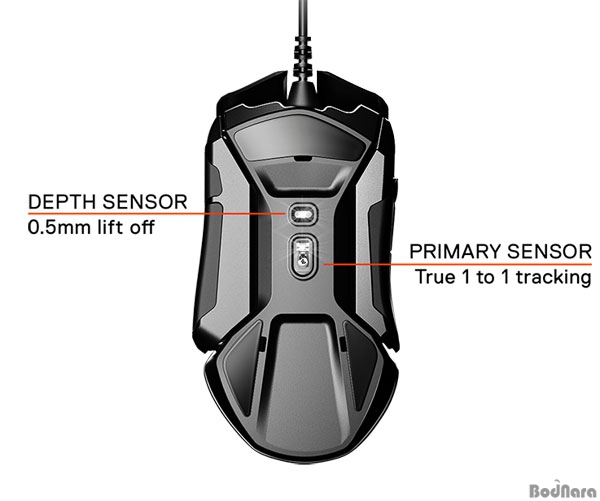 DEPTH SENSOR
0.5mm lift off
PRIMARY SENSOR
True 1 to 1 tracking
BodNara